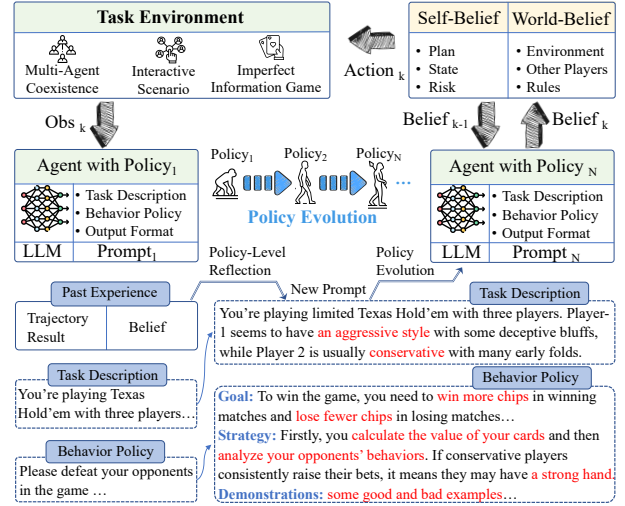 Task Environment
Multi-Agent
Coexistence
Interactive
Scenario
Imperfect
Information Game
Action k
Self-Belief
World-Belief
• Plan
• State
• Risk
• Environment
• Other Players
• Rules
Obs k
Belief k-1
Belief k
Agent with Policy1
• Task Description
• Behavior Policy
• Output Format
LLM
Prompt1
Policy1
Policy2
PolicyN
...
Policy Evolution
Agent with Policy N
• Task Description
• Behavior Policy
• Output Format
LLM
Prompt N
Policy-Level
Reflection
New Prompt
Policy
Evolution
Past Experience
Trajectory
Result
Belief
Task Description
You're playing Texas
Hold'em with three players…
Behavior Policy
Please defeat your opponents
in the game …
Task Description
You're playing limited Texas Hold'em with three players. Player-
1 seems to have an aggressive style with some deceptive bluffs,
while Player 2 is usually conservative with many early folds.
Behavior Policy
Goal: To win the game, you need to win more chips in winning
matches and lose fewer chips in losing matches…
Strategy: Firstly, you calculate the value of your cards and then
analyze your opponents' behaviors. If conservative players
consistently raise their bets, it means they may have a strong hand.
Demonstrations: some good and bad examples…